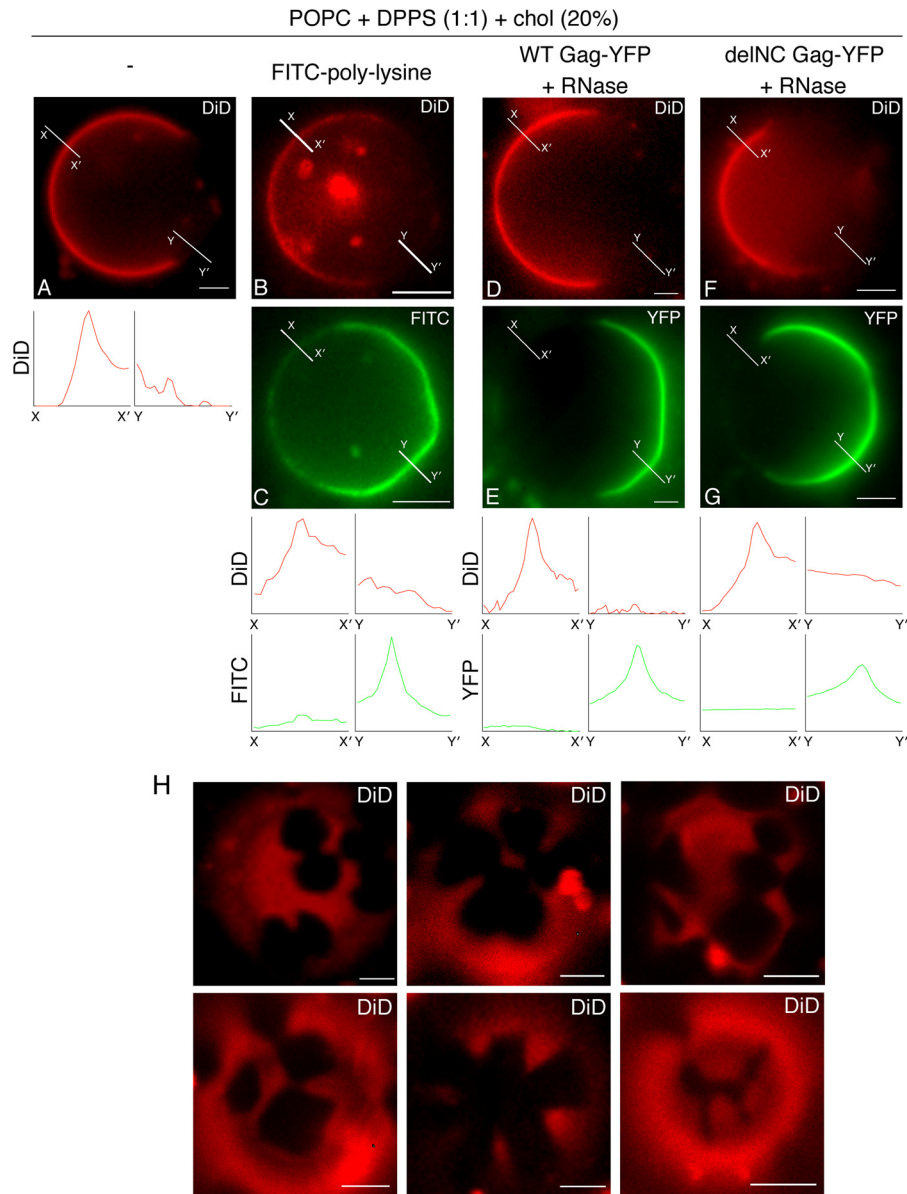 POPC + DPPS (1:1) + chol (20%)
-
FITC-poly-lysine
WT Gag-YFP
+ RNase
delNC Gag-YFP
+ RNase
DiD
X
X'
Y
Y'
A
DiD
X
X'
Y
Y'
B
DiD
X
X'
Y
Y'
D
DiD
X
X'
Y
Y'
F
DiD
X
X'
Y
Y'
FITC
X
X'
Y
Y'
C
YFP
X
X'
Y
Y'
E
YFP
X
X'
Y
Y'
G
DiD
X
X'
Y
Y'
DiD
X
X'
Y
Y'
X
X'
Y
Y'
FITC
X
X'
Y
Y'
YFP
X
X'
Y
Y'
X
X'
Y
Y'
H
DiD
DiD
DiD
DiD
DiD
DiD